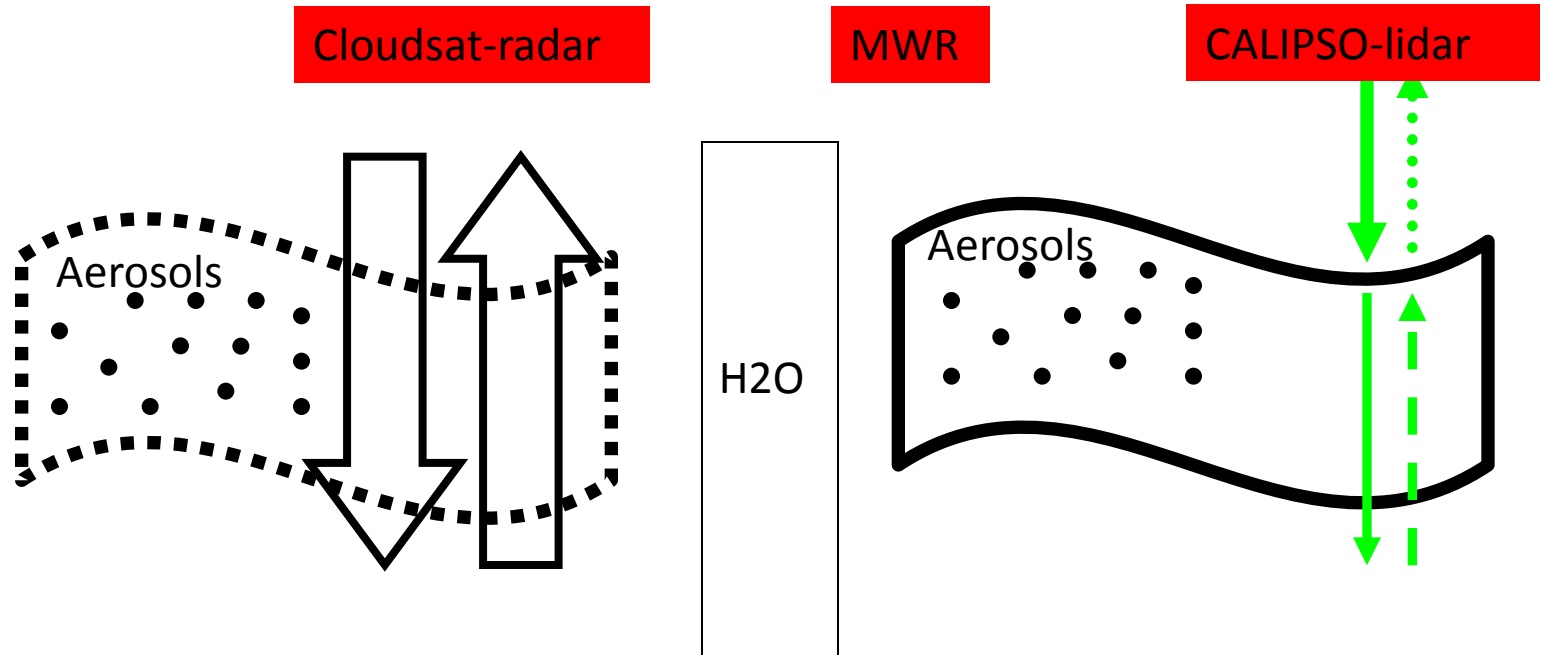 Cloudsat-radar
MWR
CALIPSO-lidar
Aerosols
H2O
Aerosols